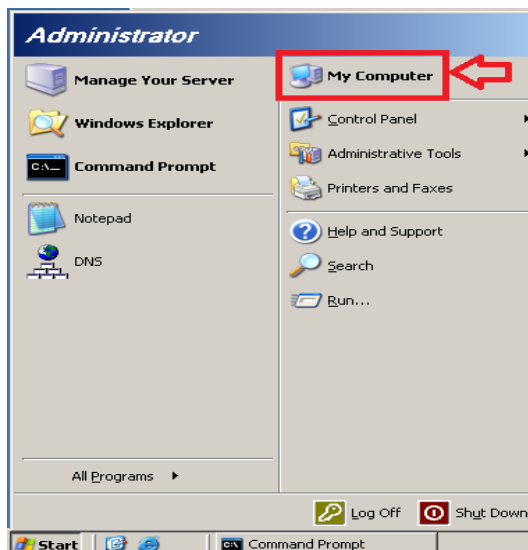 Administrator
Manage Your Server
Windows Explorer
C:\_ Command Prompt
Notepad
DNS
All Programs
My Computer
Control Panel
Administrative Tools
Printers and Faxes
Help and Support
Search
Run...
Log Off
Shut Down
Start
C:\ Command Prompt